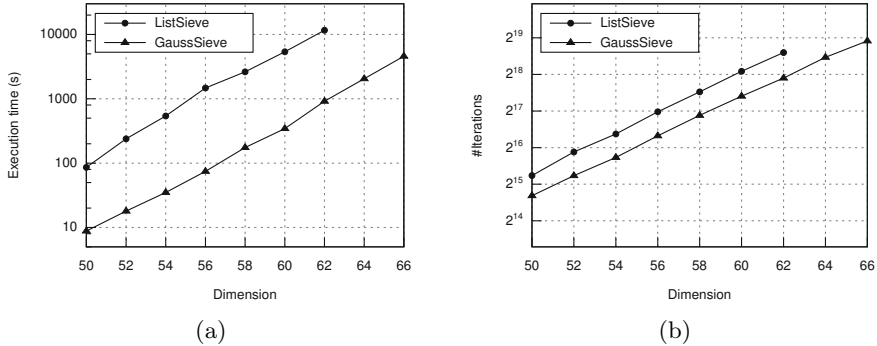 ListSieve
GaussSieve
10000
1000
100
10
Execution time (s)
50 52 54 56 58 60 62 64 66
Dimension
(a)
ListSieve
GaussSieve
2^19
2^18
2^17
2^16
2^15
2^14
#Iterations
50 52 54 56 58 60 62 64 66
Dimension
(b)